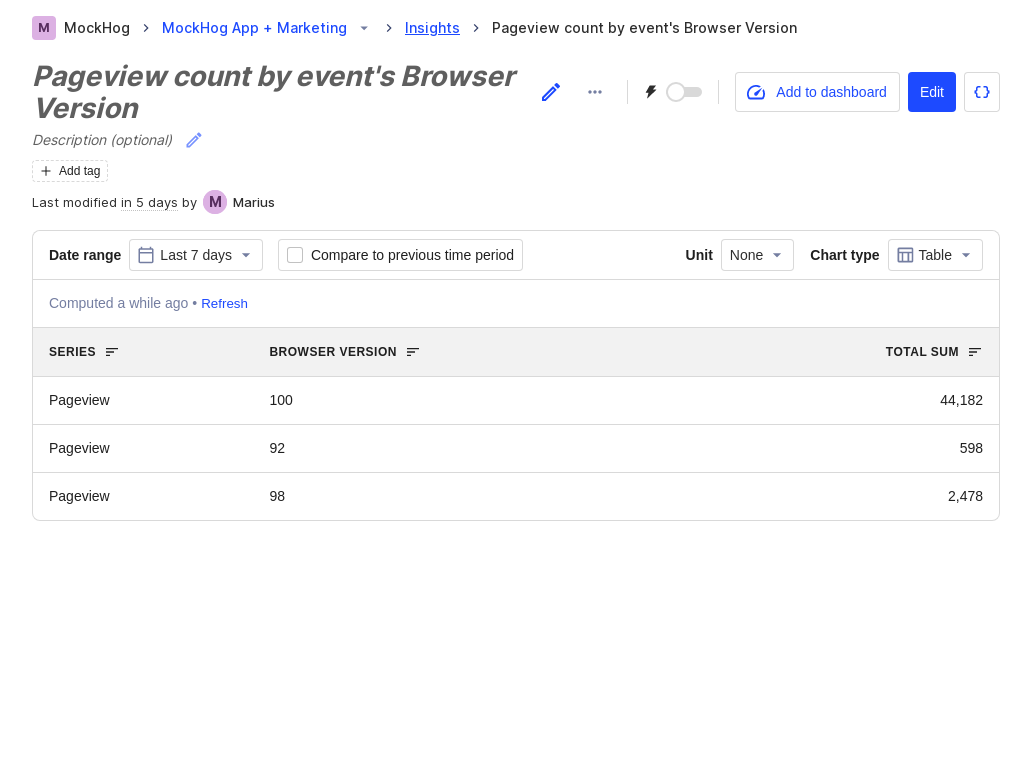 M MockHog MockHog App + Marketing Insights Pageview count by event's Browser Version
Pageview count by event's Browser
Version
Add to dashboard Edit
Description (optional)
Add tag
Last modified in 5 days by M Marius
Date range Last 7 days Compare to previous time period Unit None Chart type Table
Computed a while ago • Refresh
SERIES BROWSER VERSION TOTAL SUM
Pageview 100 44,182
Pageview 92 598
Pageview 98 2,478